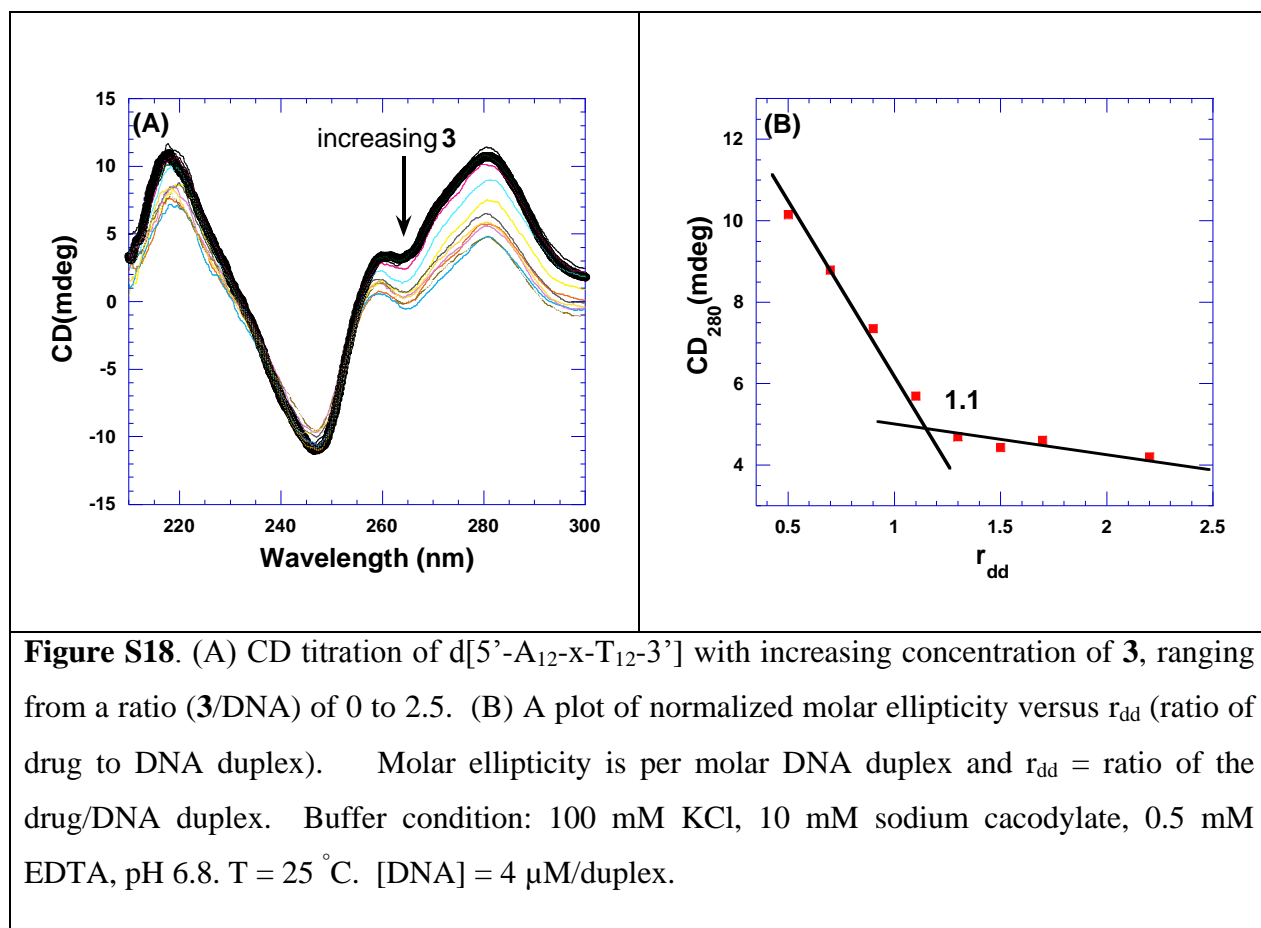 (A)
increasing 3
15
10
5
0
-5
-10
-15
CD(mdeg)
220 240 260 280 300
Wavelength (nm)
(B)
12
10
8
6
4
CD280(mdeg)
1.1
0.5 1 1.5 2 2.5
rdd
Figure S18. (A) CD titration of d[5’-A12-x-T12-3’] with increasing concentration of 3, ranging
from a ratio (3/DNA) of 0 to 2.5. (B) A plot of normalized molar ellipticity versus rdd (ratio of
drug to DNA duplex). Molar ellipticity is per molar DNA duplex and rdd = ratio of the
drug/DNA duplex. Buffer condition: 100 mM KCl, 10 mM sodium cacodylate, 0.5 mM
EDTA, pH 6.8. T = 25 °C. [DNA] = 4 µM/duplex.